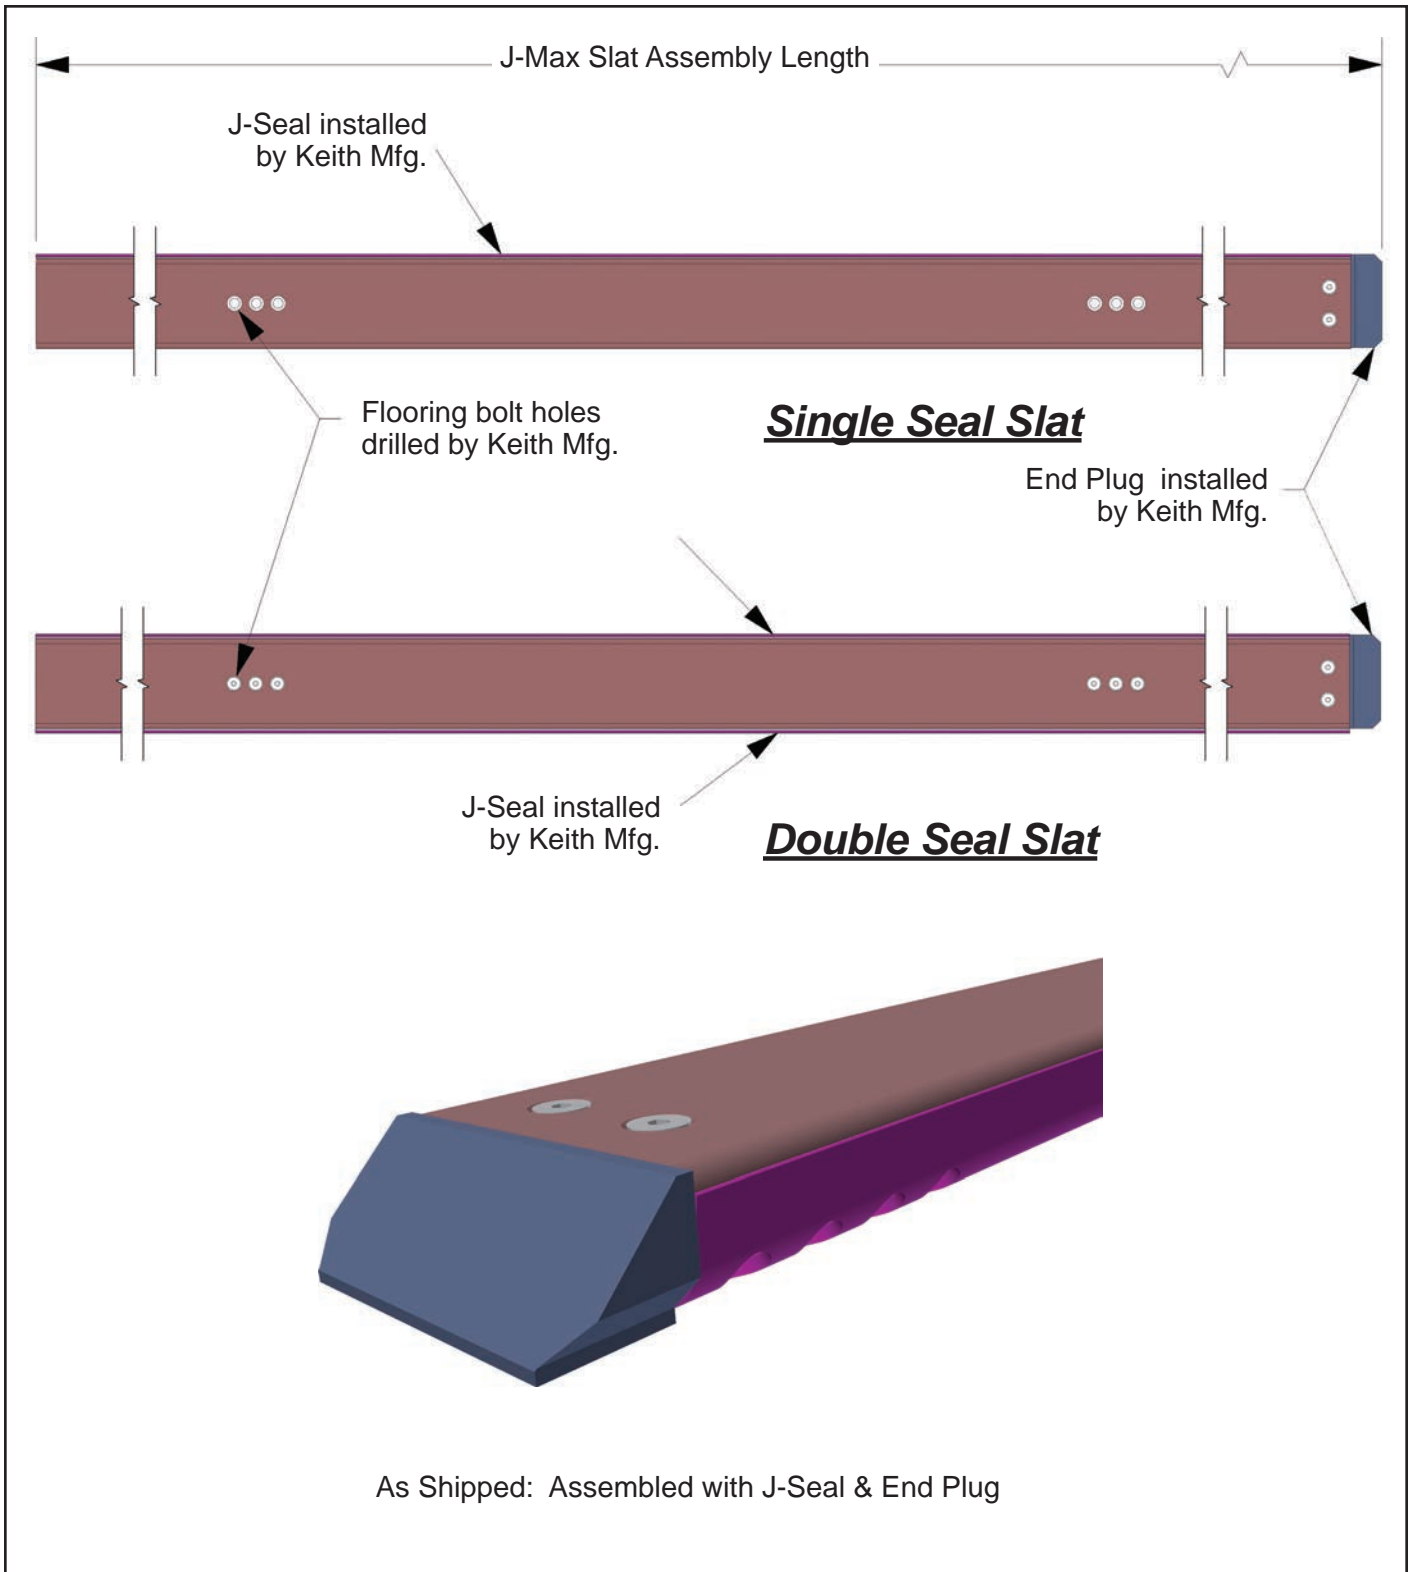 J-Max Slat Assembly Length
J-Seal installed
by Keith Mfg.
Flooring bolt holes
drilled by Keith Mfg.
Single Seal Slat
End Plug installed
by Keith Mfg.
J-Seal installed
by Keith Mfg.
Double Seal Slat
As Shipped: Assembled with J-Seal & End Plug